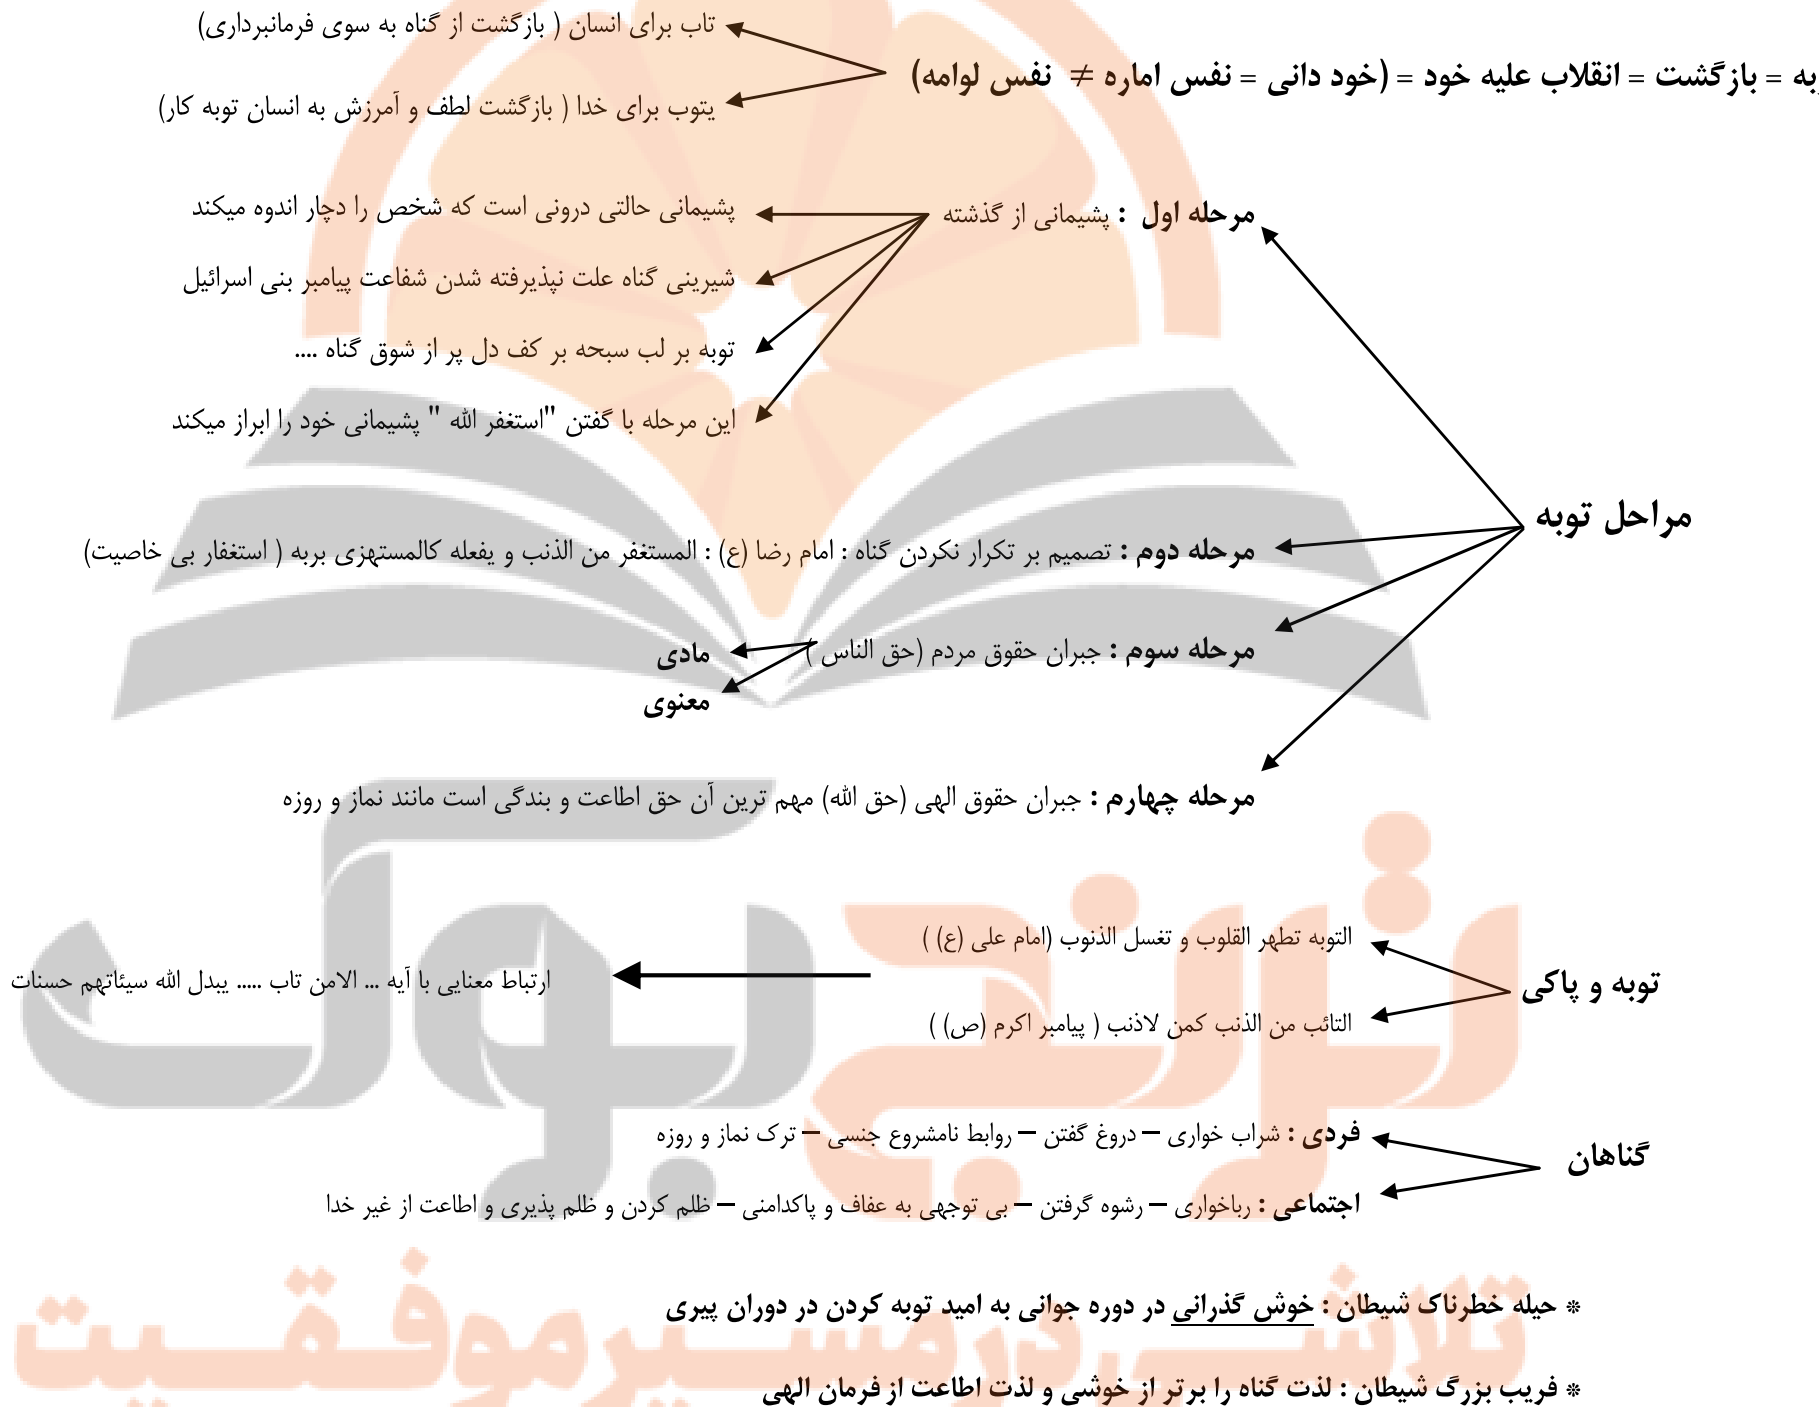 تاب برای انسان ( بازگشت از گناه به سوی فرمانبرداری)
به = بازگشت = انقلاب علیه خود = (خود دانی = نفس اماره ≠ نفس لوامه)
یتوب برای خدا ( بازگشت لطف و آمرزش به انسان توبه کار)
مراحل توبه
مرحله اول : پشیمانی از گذشته
پشیمانی حالتی درونی است که شخص را دچار اندوه میکند
شیرینی گناه علت نپذیرفته شدن شفاعت پیامبر بنی اسرائیل
توبه بر لب سبحه بر کف دل پر از شوق گناه ....
این مرحله با گفتن "استغفر الله " پشیمانی خود را ابراز میکند
مرحله دوم : تصمیم بر تکرار نکردن گناه : امام رضا (ع) : المستغفر من الذنب و یفعله کالمستهزی بربه ( استغفار بی خاصیت)
مرحله سوم : جبران حقوق مردم (حق الناس )
مادی
معنوی
مرحله چهارم : جبران حقوق الهی (حق الله) مهم ترین آن حق اطاعت و بندگی است مانند نماز و روزه
توبه و پاکی
التوبه تطهر القلوب و تغسل الذنوب (امام علی (ع) )
التائب من الذنب کمن لاذنب ( پیامبر اکرم (ص) )
ارتباط معنایی با آیه ... الامن تاب ..... یبدل الله سیئاتهم حسنات
گناهان
فردی : شراب خواری – دروغ گفتن – روابط نامشروع جنسی – ترک نماز و روزه
اجتماعی : رباخواری – رشوه گرفتن – بی توجهی به عفاف و پاکدامنی – ظلم کردن و ظلم پذیری و اطاعت از غیر خدا
* حیله خطرناک شیطان : خوش گذرانی در دوره جوانی به امید توبه کردن در دوران پیری
* فریب بزرگ شیطان : لذت گناه را برتر از خوشی و لذت اطاعت از فرمان الهی
ترنج بوک
تلاشی در مسیر موفقیت